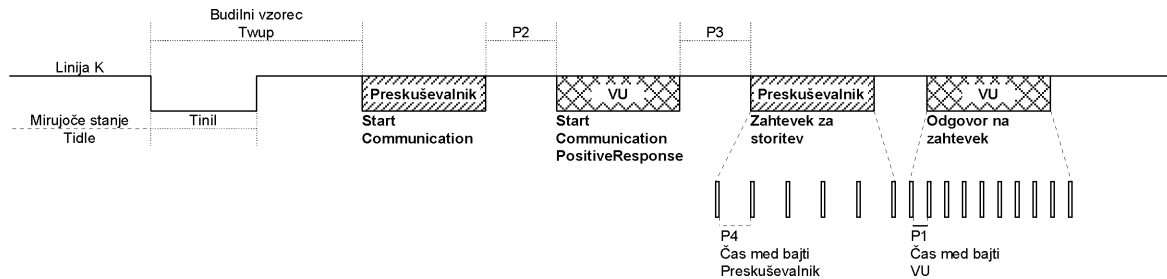 Budilni vzorec
Twup
P2
P3
Linija K
Preskuševalnik
VU
Preskuševalnik
VU
Mirujoče stanje
Tidle
Tinil
Start
Communication
Start
Communication
PositiveResponse
Zahtevek za
storitev
Odgovor na
zahtevek
P4
Čas med bajti
Preskuševalnik
P1
Čas med bajti
VU